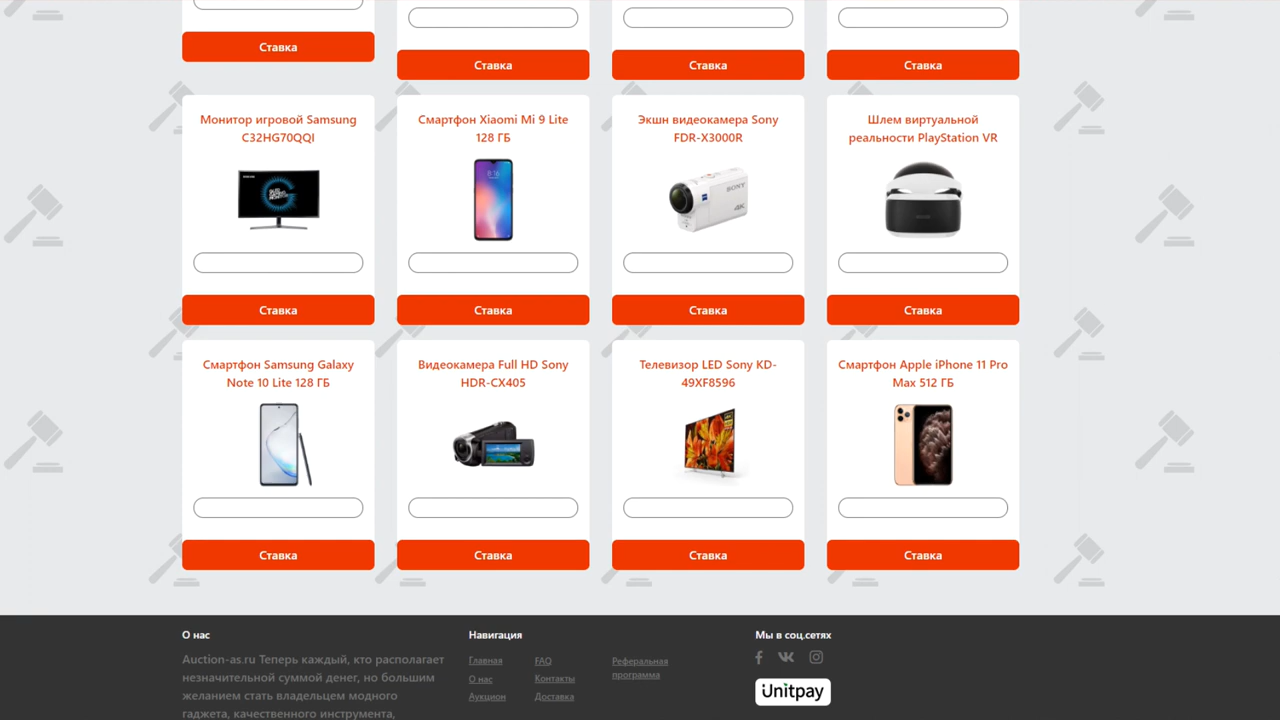 Ставка
Ставка
Ставка
Ставка
Монитор игровой Samsung
C32HG70QQI
Смартфон Xiaomi Mi 9 Lite
128 ГБ
Экшн видеокамера Sony
FDR-X3000R
Шлем виртуальной
реальности PlayStation VR
8:16
SONY
4K
Ставка
Ставка
Ставка
Ставка
Смартфон Samsung Galaxy
Note 10 Lite 128 ГБ
Видеокамера Full HD Sony
HDR-CX405
Телевизор LED Sony KD-
49XF8596
Смартфон Apple iPhone 11 Pro
Max 512 ГБ
Ставка
Ставка
Ставка
Ставка
О нас
Auction-as.ru Теперь каждый, кто располагает
незначительной суммой денег, но большим
желанием стать владельцем модного
гаджета, качественного инструмента,
Навигация
Главная
О нас
Аукцион
FAQ
Контакты
Доставка
Реферальная
программа
Мы в соц.сетях
Unitpay